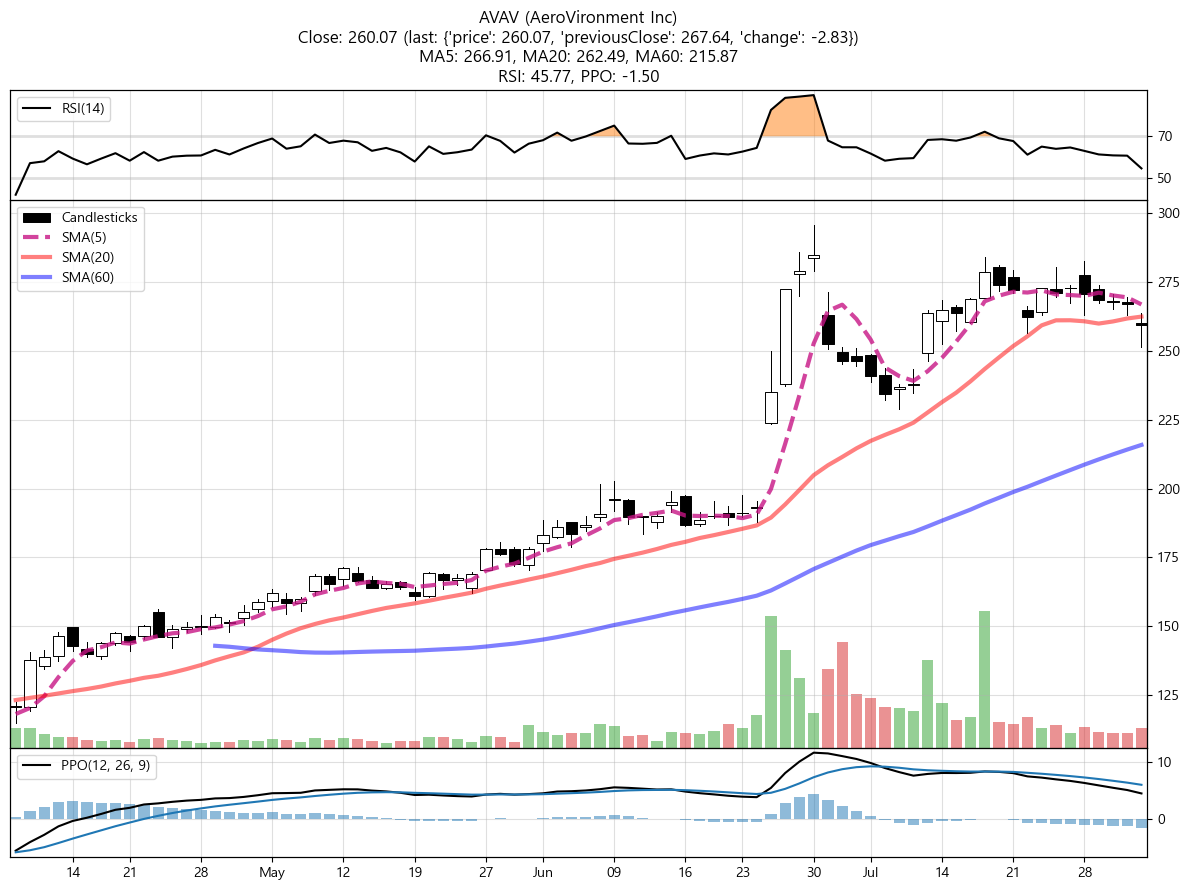 AVAV (AeroVironment Inc)
Close: 260.07 (last: {'price': 260.07, 'previousClose': 267.64, 'change': -2.83})
MA5: 266.91, MA20: 262.49, MA60: 215.87
RSI: 45.77, PPO: -1.50
RSI(14)
70
50
Candlesticks
SMA(5)
SMA(20)
SMA(60)
300
275
250
225
200
175
150
125
PPO(12, 26, 9)
10
0
14 21 28 May 12 19 27 Jun 09 16 23 30 Jul 14 21 28